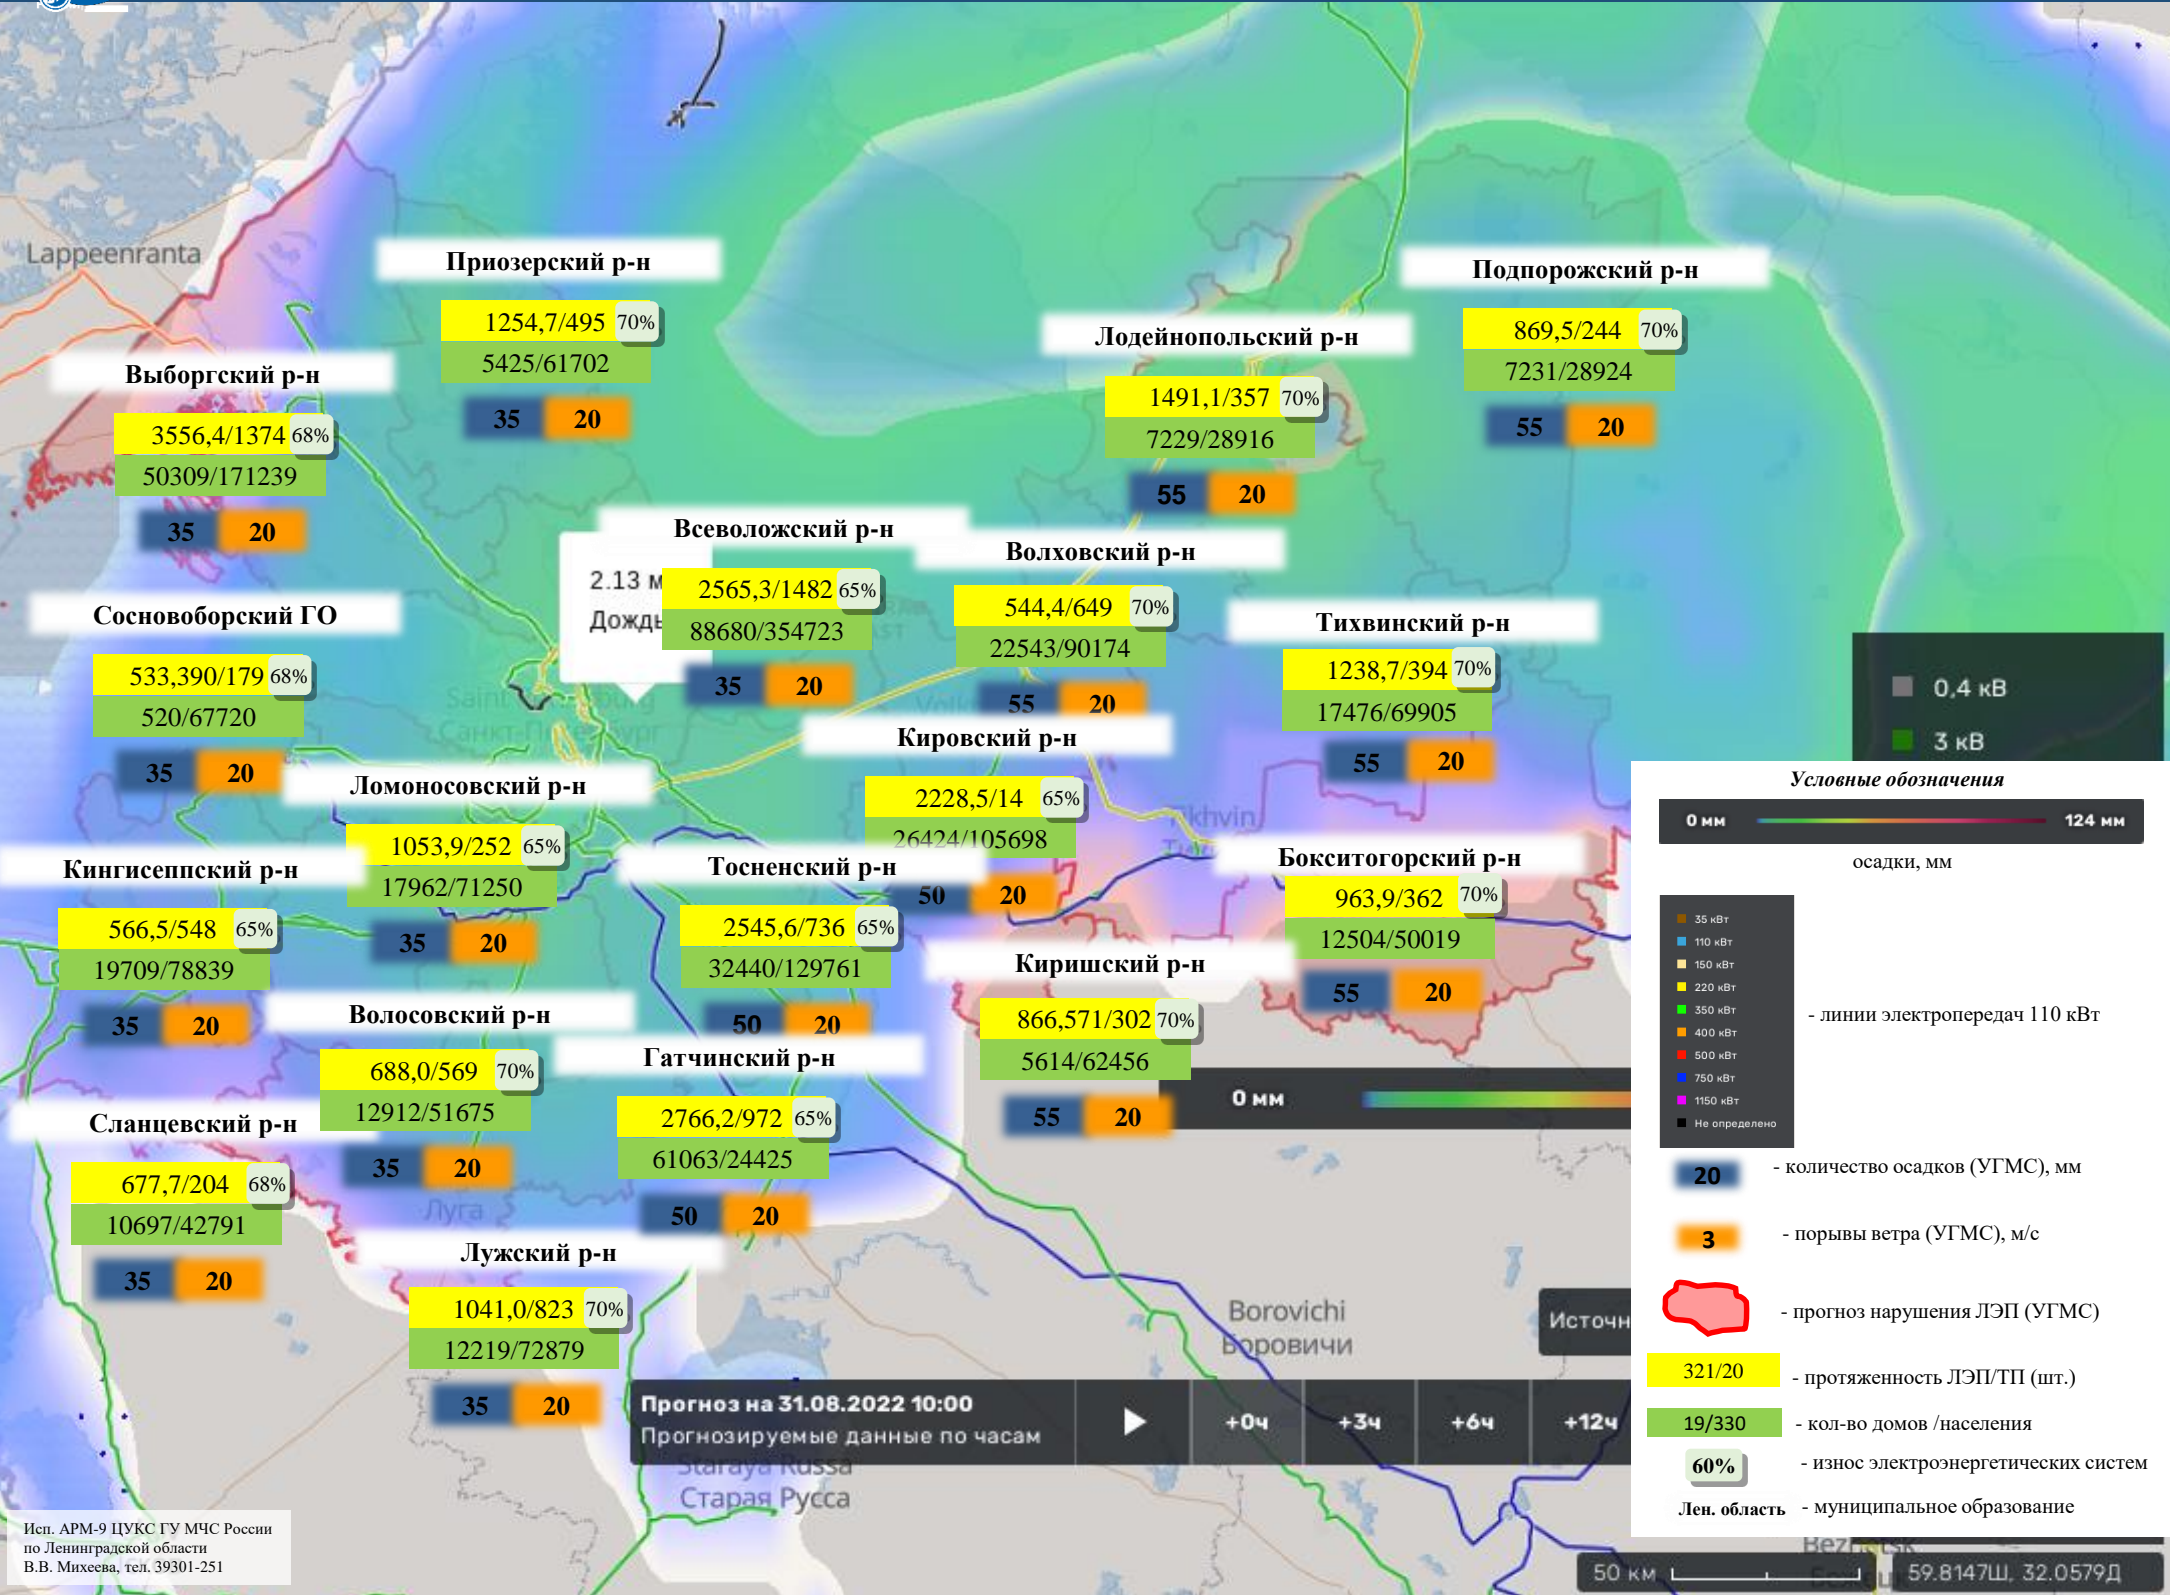 Lappeenranta
Приозерский р-н
1254,7/495 70%
5425/61702
35 20
Подпорожский р-н
869,5/244 70%
7231/28924
55 20
Лодейнопольский р-н
1491,1/357 70%
7229/28916
55 20
Выборгский р-н
3556,4/1374 68%
50309/171239
35 20
Всеволожский р-н
2.13
Дождь
2565,3/1482 65%
88680/354723
35 20
Волховский р-н
544,4/649 70%
22543/90174
55 20
Сосновоборский ГО
533,390/179 68%
520/67720
35 20
Тихвинский р-н
1238,7/394 70%
17476/69905
55 20
Saint Petersburg
Санкт-Петербург
0,4 кВ
3 кВ
Кировский р-н
2228,5/14 65%
26424/105698
50 20
Ломоносовский р-н
1053,9/252 65%
17962/71250
35 20
Tikhvin
Кингисеппский р-н
566,5/548 65%
19709/78839
35 20
Тосненский р-н
2545,6/736 65%
32440/129761
50 20
Бокситогорский р-н
963,9/362 70%
12504/50019
55 20
Киришский р-н
866,571/302 70%
5614/62456
55 20
Волосовский р-н
688,0/569 70%
12912/51675
35 20
Гатчинский р-н
2766,2/972 65%
61063/24425
50 20
0 мм
Сланцевский р-н
677,7/204 68%
10697/42791
35 20
Луга
Лужский р-н
1041,0/823 70%
12219/72879
35 20
Borovichi
Боровичи
Источн
Прогноз на 31.08.2022 10:00
Прогнозируемые данные по часам
+0ч +3ч +6ч +12ч
Staraya Russa
Старая Русса
Условные обозначения
0 мм 124 мм
осадки, мм
35 кВт
110 кВт
150 кВт
220 кВт
350 кВт
400 кВт
500 кВт
750 кВт
1150 кВт
Не определено
- линии электропередач 110 кВт
20 - количество осадков (УГМС), мм
3 - порывы ветра (УГМС), м/с
- прогноз нарушения ЛЭП (УГМС)
321/20 - протяженность ЛЭП/ТП (шт.)
19/330 - кол-во домов /населения
60% - износ электроэнергетических систем
Лен. область - муниципальное образование
Исп. АРМ-9 ЦУКС ГУ МЧС России
по Ленинградской области
В.В. Михеева, тел. 39301-251
Bezhetsk
50 км
59.8147Ш, 32.0579Д